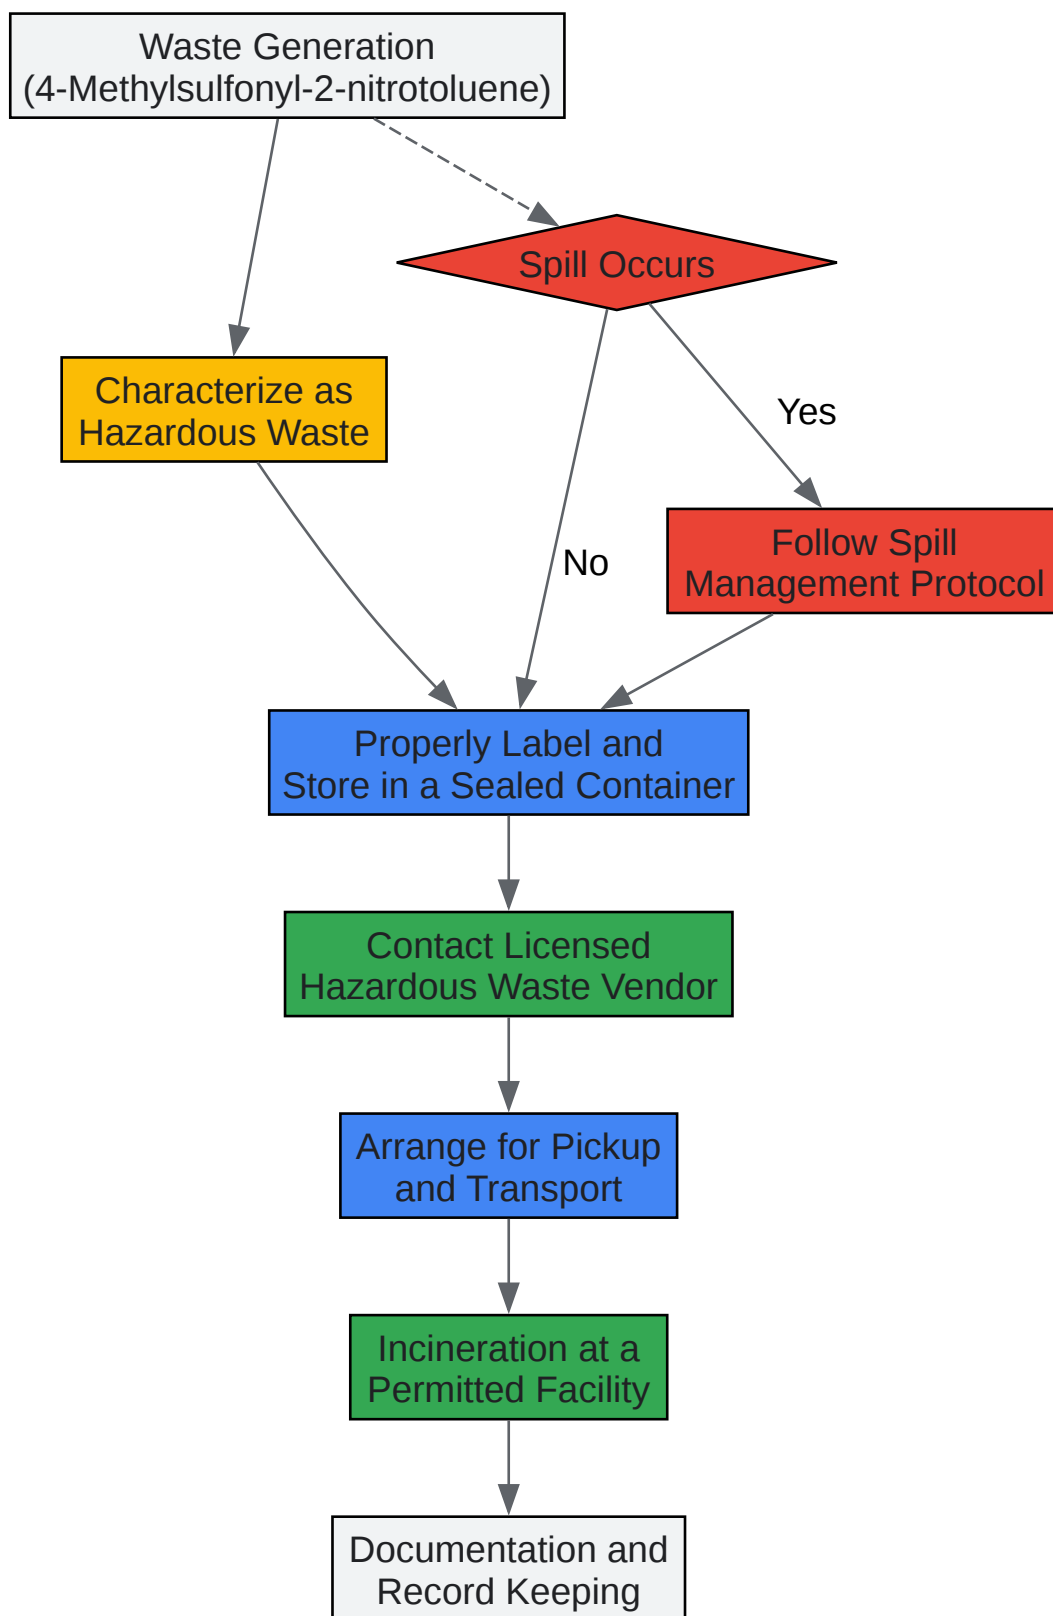 Waste Generation
(4-Methylsulfonyl-2-nitrotoluene)
Spill Occurs
Characterize as
Hazardous Waste
Yes
Follow Spill
Management Protocol
No
Properly Label and
Store in a Sealed Container
Contact Licensed
Hazardous Waste Vendor
Arrange for Pickup
and Transport
Incineration at a
Permitted Facility
Documentation and
Record Keeping